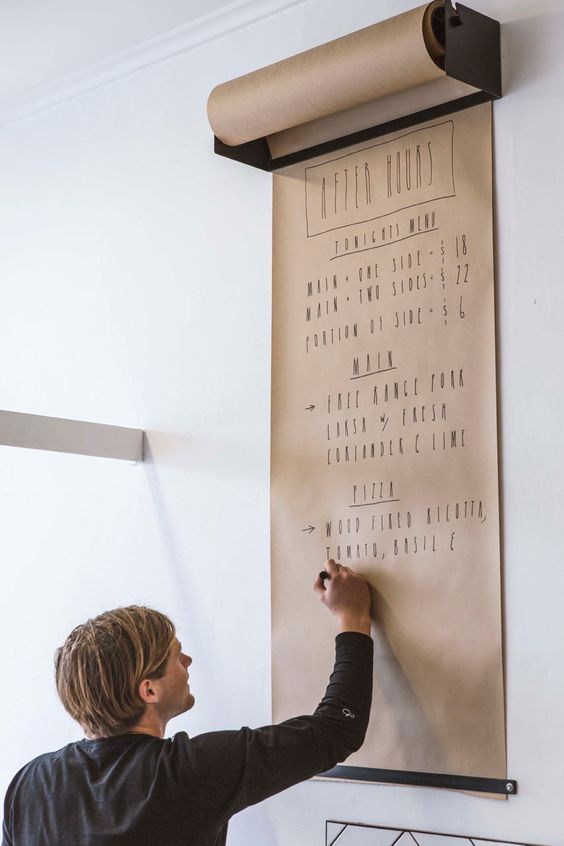 AFTER HOURS
TONIGHTS MENU
MAIN + ONE SIDE = $ 18
MAIN + TWO SIDES = $ 22
PORTION OF SIDE = $ 6
MAIN
→ FREE RANGE PORK
LAKSA W/ FRESH
CORIANDER & LIME
PIZZA
→ WOOD FIRED RICOTTA,
TOMATO, BASIL &